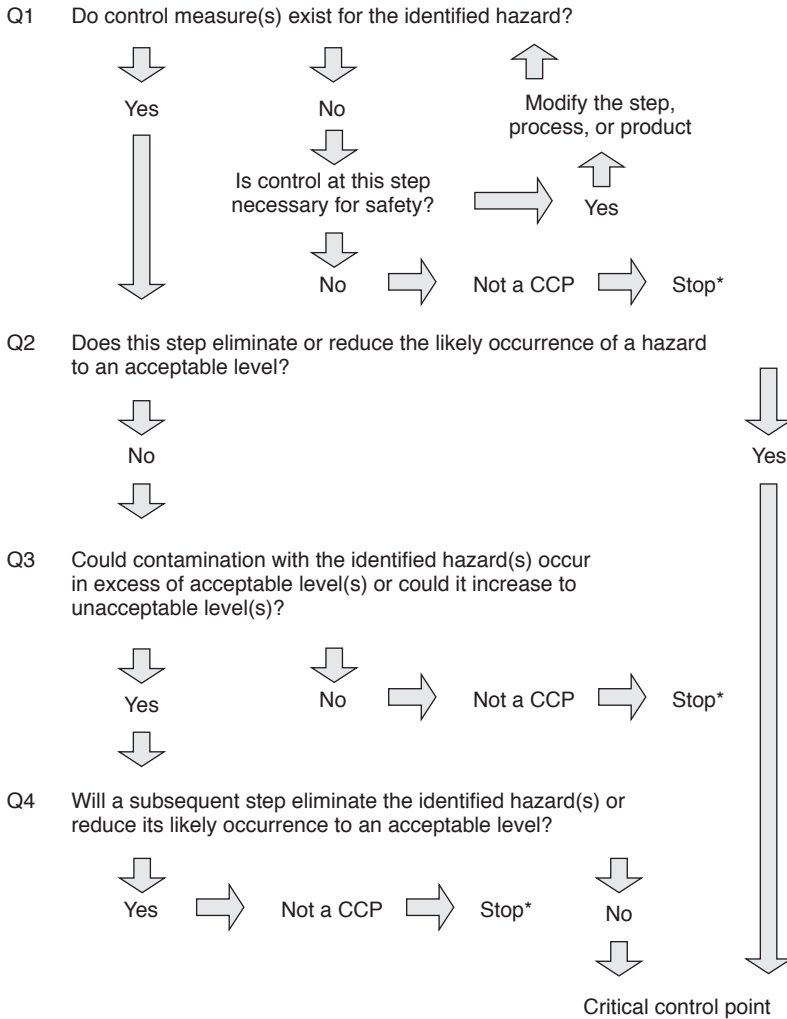 Q1 Do control measure(s) exist for the identified hazard?
Yes No Modify the step,
process, or product
Is control at this step
necessary for safety? Yes
No Not a CCP Stop*
Q2 Does this step eliminate or reduce the likely occurrence of a hazard
to an acceptable level?
No Yes
Q3 Could contamination with the identified hazard(s) occur
in excess of acceptable level(s) or could it increase to
unacceptable level(s)?
Yes No Not a CCP Stop*
Q4 Will a subsequent step eliminate the identified hazard(s) or
reduce its likely occurrence to an acceptable level?
Yes Not a CCP Stop* No
Critical control point